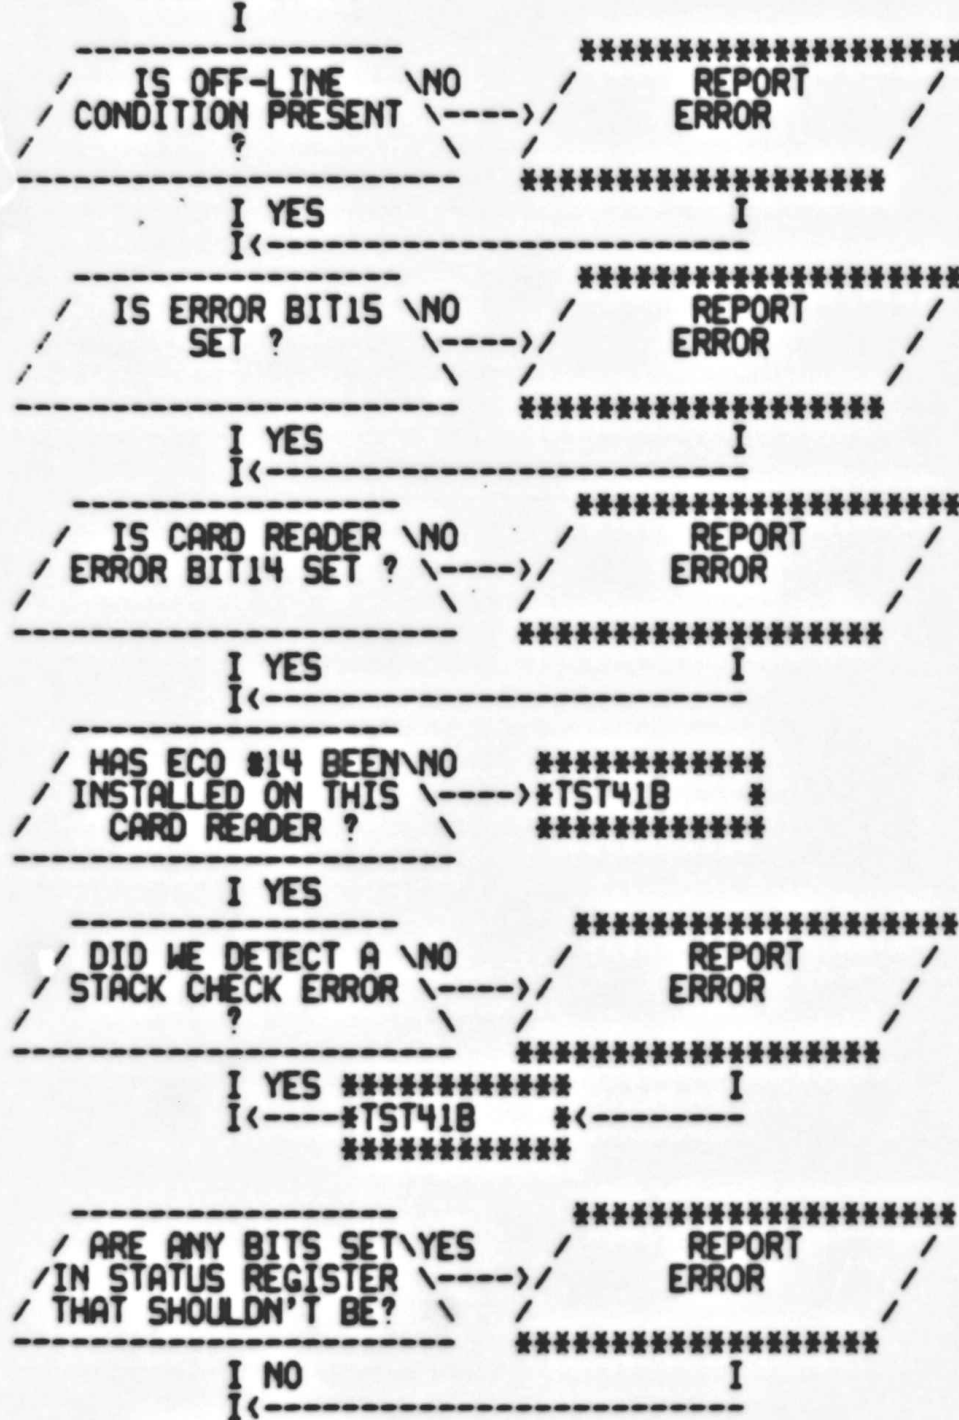 I
IS OFF-LINE \NO REPORT
CONDITION PRESENT \----> ERROR
?
I YES I
I<-------------------------
IS ERROR BIT15 \NO REPORT
SET ? \----> ERROR
I YES I
I<-------------------------
IS CARD READER \NO REPORT
ERROR BIT14 SET ? \----> ERROR
I YES I
I<-------------------------
HAS ECO #14 BEEN\NO ************
INSTALLED ON THIS \---->*TST41B *
CARD READER ? \ ************
I YES
DID WE DETECT A \NO REPORT
STACK CHECK ERROR \----> ERROR
?
I YES ************ I
I<----*TST41B *<--------
************
ARE ANY BITS SET\YES REPORT
IN STATUS REGISTER \----> ERROR
THAT SHOULDN'T BE?
I NO I
I<-------------------------